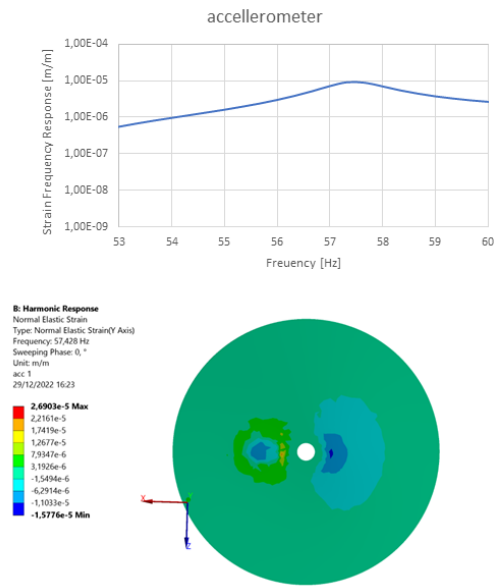 accellerometer
Strain Frequency Response [m/m]
1,00E-04
1,00E-05
1,00E-06
1,00E-07
1,00E-08
1,00E-09
53 54 55 56 57 58 59 60
Freuency [Hz]
B: Harmonic Response
Normal Elastic Strain
Type: Normal Elastic Strain(Y Axis)
Frequency: 57,428 Hz
Sweeping Phase: 0, °
Unit: m/m
acc 1
29/12/2022 16:23
2,6903e-5 Max
2,2161e-5
1,7419e-5
1,2677e-5
7,9347e-6
3,1926e-6
-1,5494e-6
-6,2914e-6
-1,1033e-5
-1,5776e-5 Min
X
Z